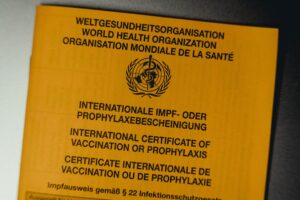 WELTGESUNDHEITSORGANISATION
WORLD HEALTH ORGANIZATION
ORGANISATION MONDIALE DE LA SANTÉ
INTERNATIONALE IMPF- ODER
PROPHYLAXEBESCHEINIGUNG
INTERNATIONAL CERTIFICATE OF
VACCINATION OR PROPHYLAXIS
CERTIFICATE INTERNATIONALE DE
VACCINATION OU DE PROPHYLAXIE
Impfausweis gemäß § 22 Infektionsschutzgesetz